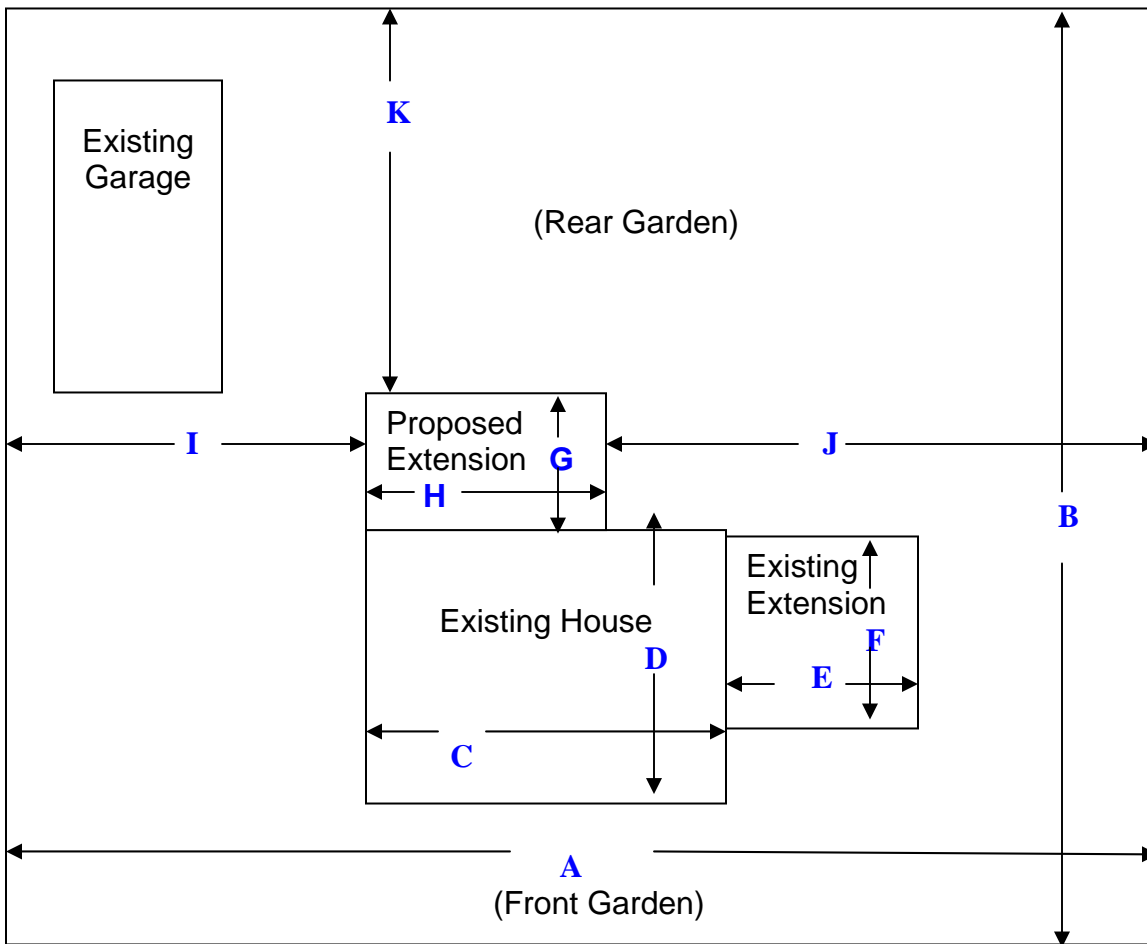 K
Existing
Garage
(Rear Garden)
I
Proposed
Extension
G
H
J
B
Existing House
D
Existing
Extension
F
E
C
A
(Front Garden)